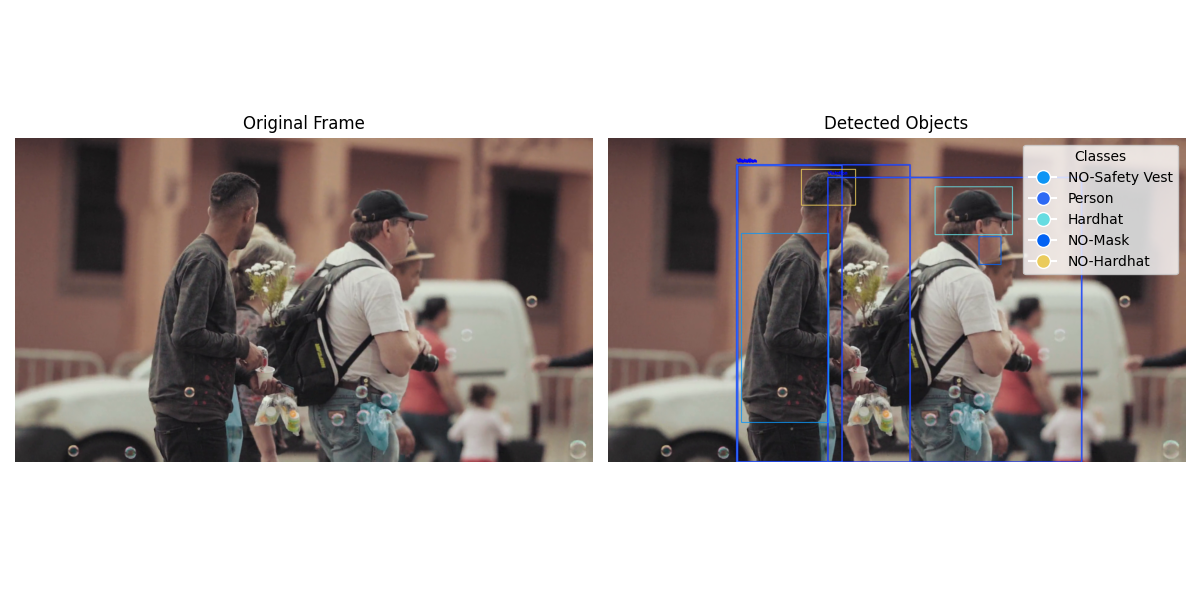 Original Frame
Detected Objects
Classes
NO-Safety Vest
Person
Hardhat
NO-Mask
NO-Hardhat